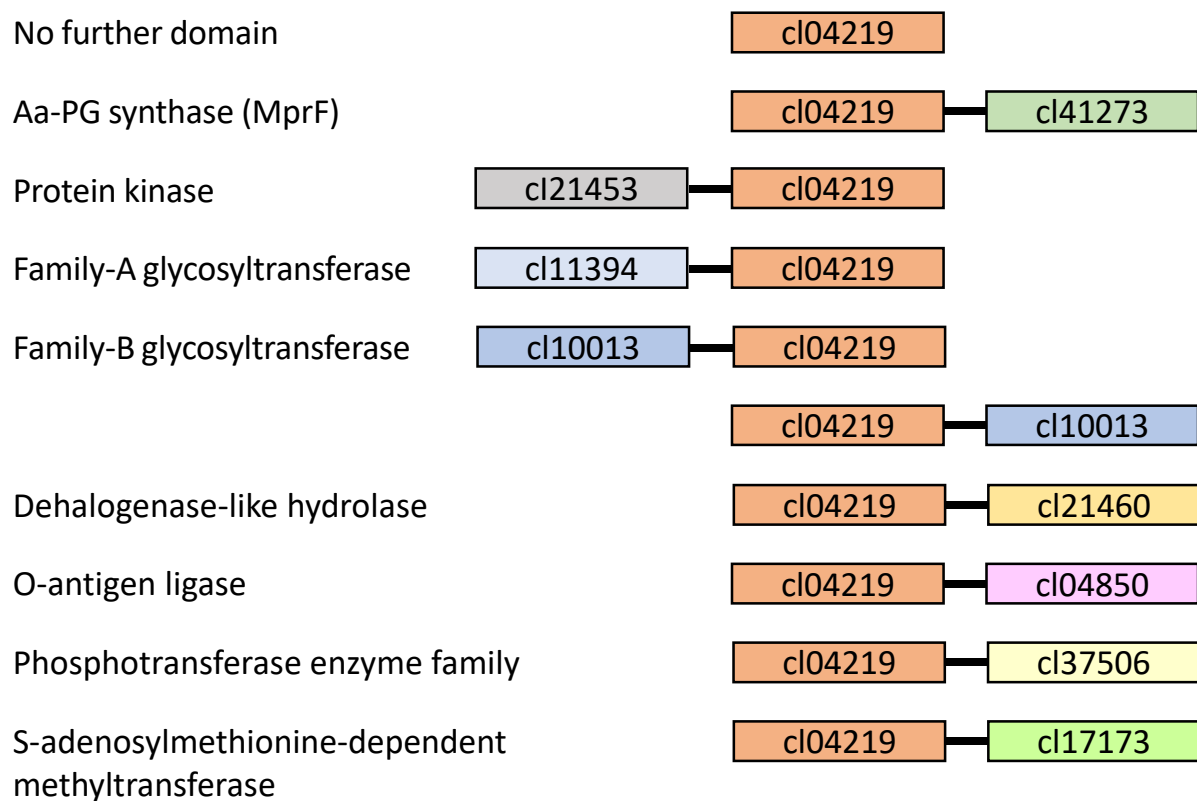 No further domain cl04219
Aa-PG synthase (MprF) cl04219 cl41273
Protein kinase cl21453 cl04219
Family-A glycosyltransferase cl11394 cl04219
Family-B glycosyltransferase cl10013 cl04219
cl04219 cl10013
Dehalogenase-like hydrolase cl04219 cl21460
O-antigen ligase cl04219 cl04850
Phosphotransferase enzyme family cl04219 cl37506
S-adenosylmethionine-dependent cl04219 cl17173
methyltransferase